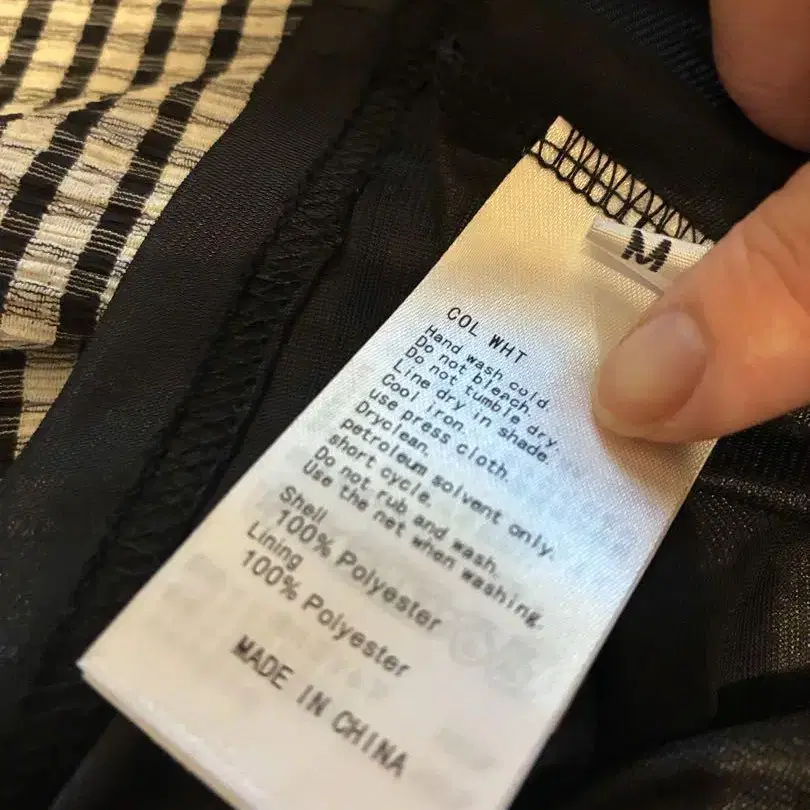 M
COL WHT
Hand wash cold.
Do not bleach.
Do not tumble dry.
Line dry in shade.
Cool iron.
use press cloth.
Dryclean.
petroleum solvent only.
short cycle.
Do not rub and wash.
Use the net when washing.
Shell
100% Polyester
Lining
100% Polyester
MADE IN CHINA